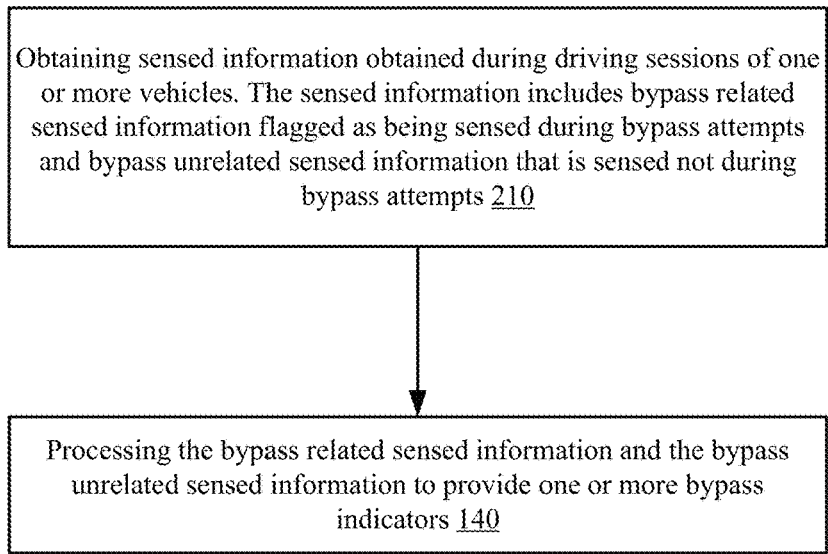 Obtaining sensed information obtained during driving sessions of one
or more vehicles. The sensed information includes bypass related
sensed information flagged as being sensed during bypass attempts
and bypass unrelated sensed information that is sensed not during
bypass attempts 210
Processing the bypass related sensed information and the bypass
unrelated sensed information to provide one or more bypass
indicators 140